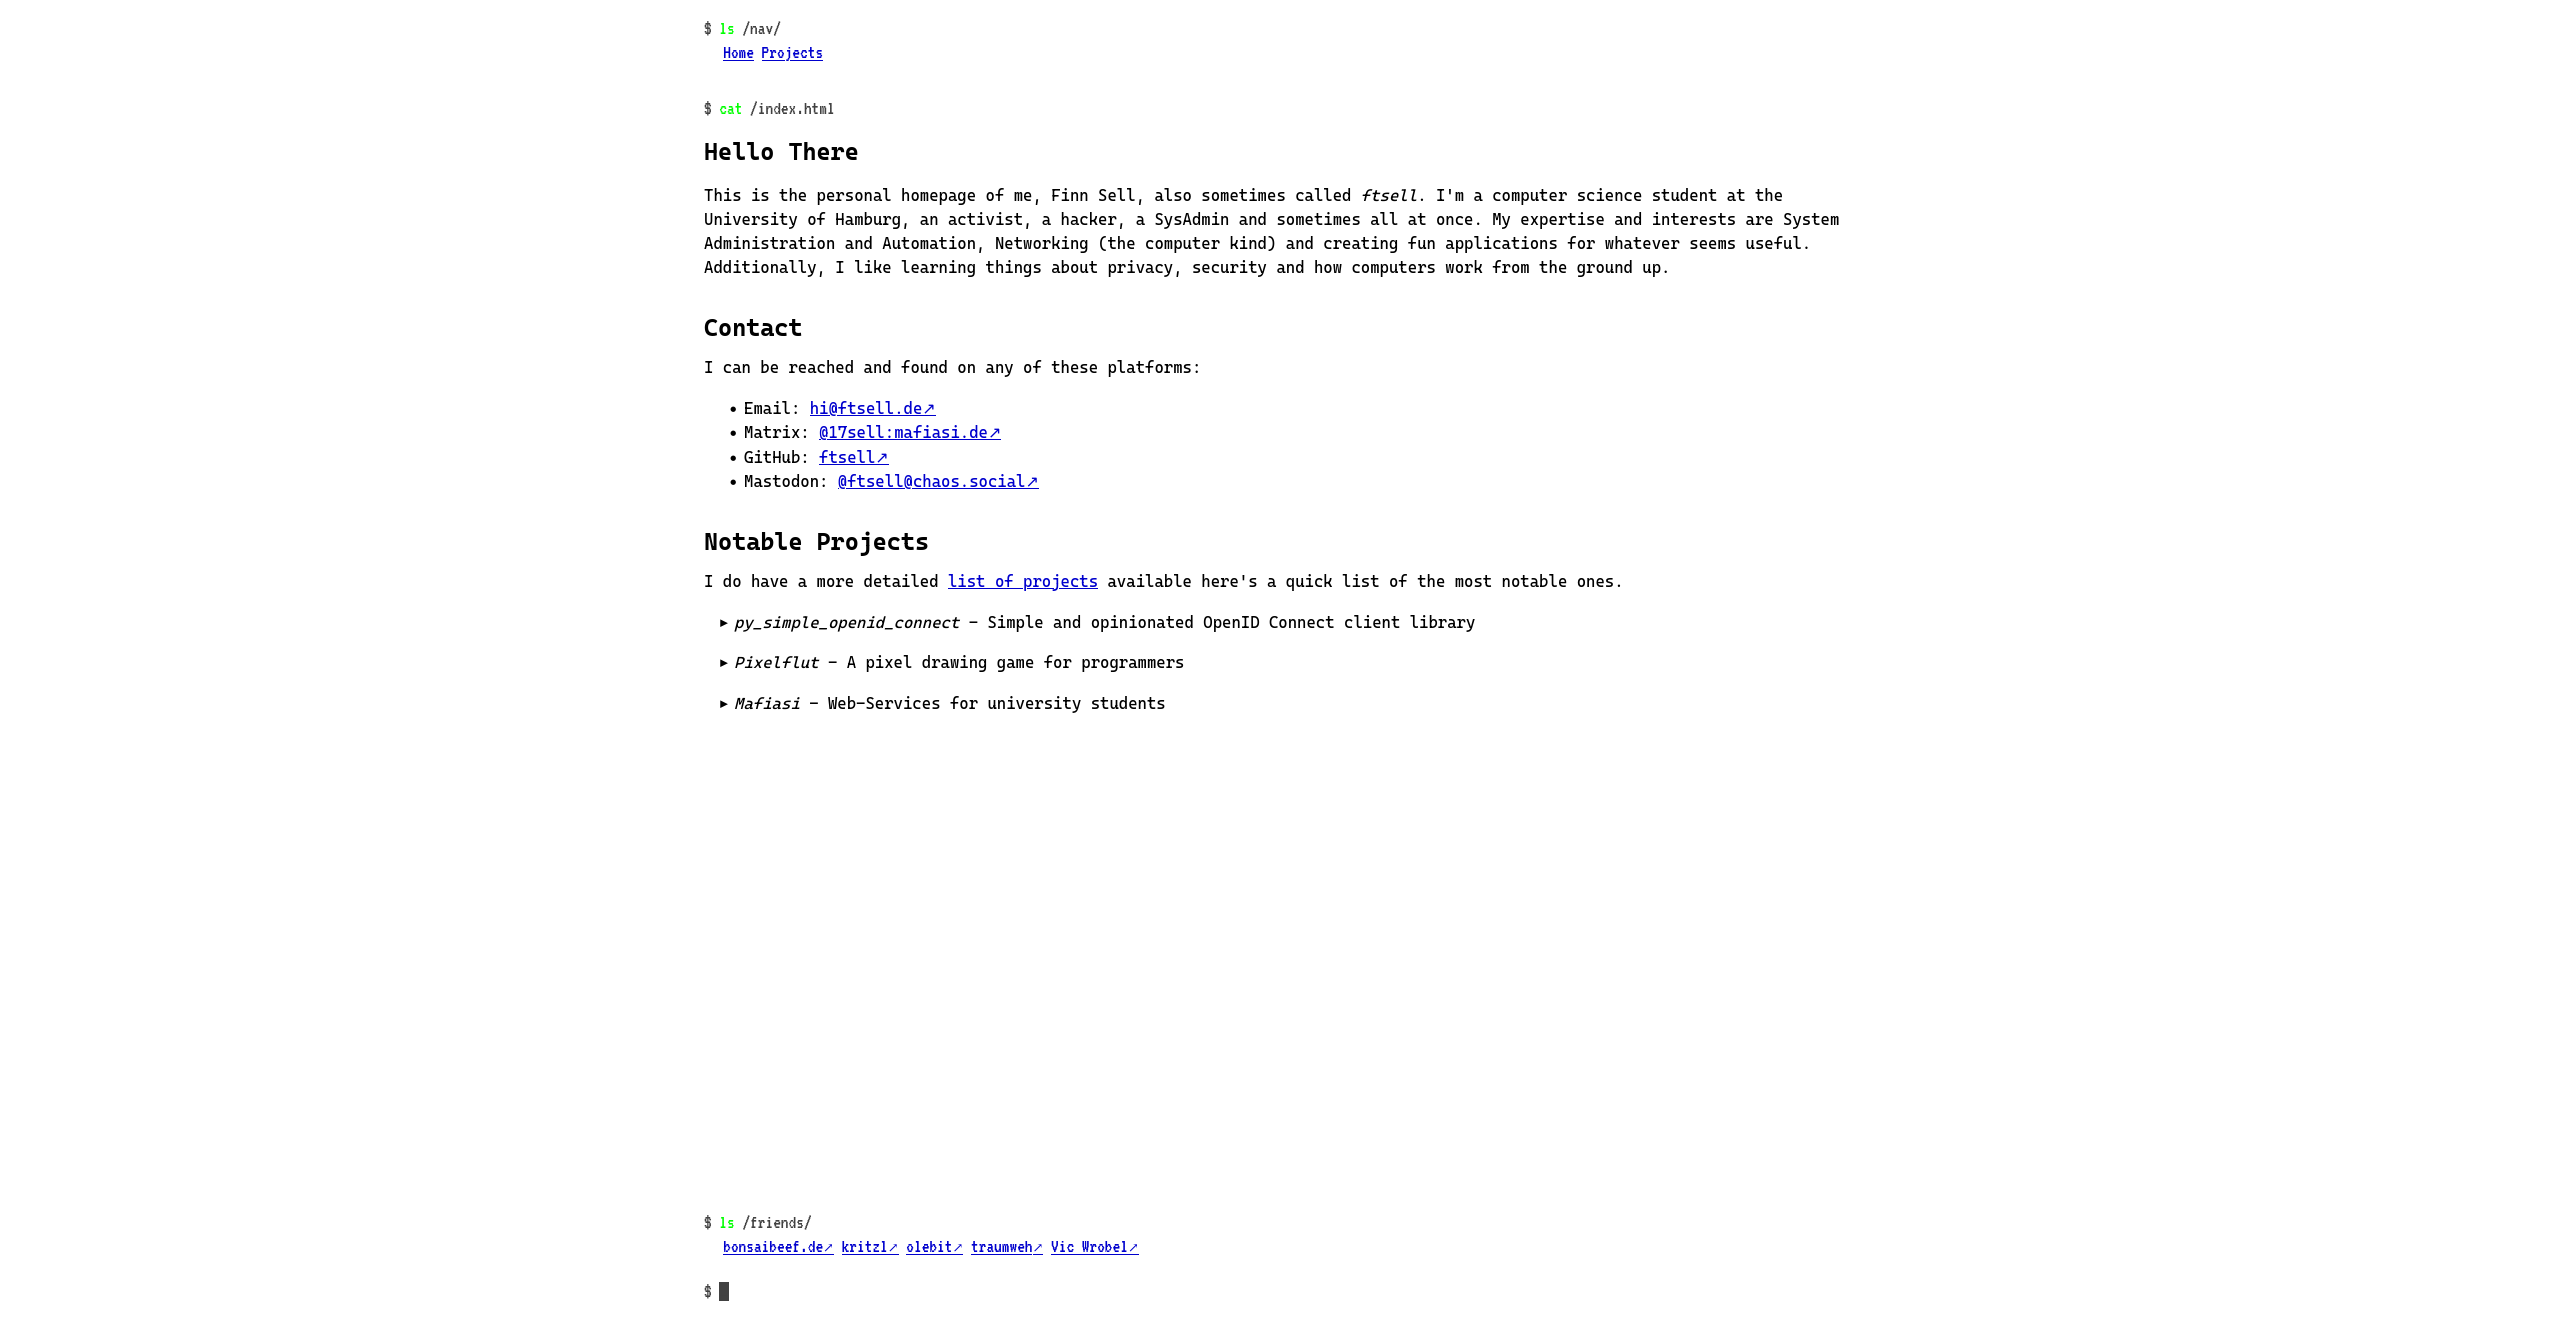 $ ls /nav/
Home Projects
$ cat /index.html
Hello There
This is the personal homepage of me, Finn Sell, also sometimes called ftsell. I'm a computer science student at the
University of Hamburg, an activist, a hacker, a SysAdmin and sometimes all at once. My expertise and interests are System
Administration and Automation, Networking (the computer kind) and creating fun applications for whatever seems useful.
Additionally, I like learning things about privacy, security and how computers work from the ground up.
Contact
I can be reached and found on any of these platforms:
• Email: hi@ftsell.de↗
• Matrix: @17sell:mafiasi.de↗
• GitHub: ftsell↗
• Mastodon: @ftsell@chaos.social↗
Notable Projects
I do have a more detailed list of projects available here's a quick list of the most notable ones.
▸ py_simple_openid_connect – Simple and opinionated OpenID Connect client library
▸ Pixelflut – A pixel drawing game for programmers
▸ Mafiasi – Web-Services for university students
$ ls /friends/
bonsaibeef.de↗ kritzl↗ olebit↗ traumweh↗ Vic Wrobel↗
$